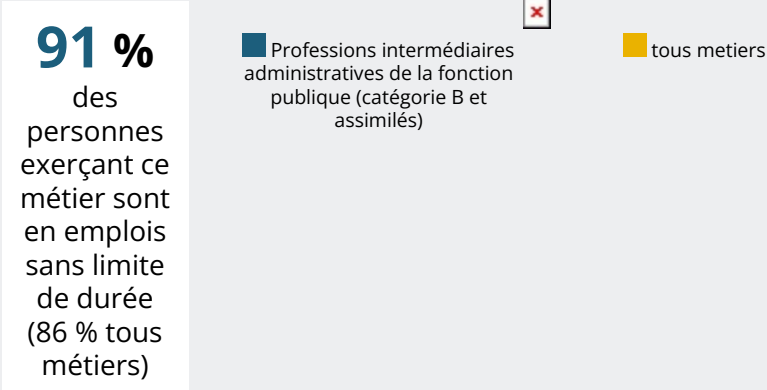 91 %
des
personnes
exerçant ce
métier sont
en emplois
sans limite
de durée
(86 % tous
métiers)
Professions intermédiaires
administratives de la fonction
publique (catégorie B et
assimilés)
tous metiers